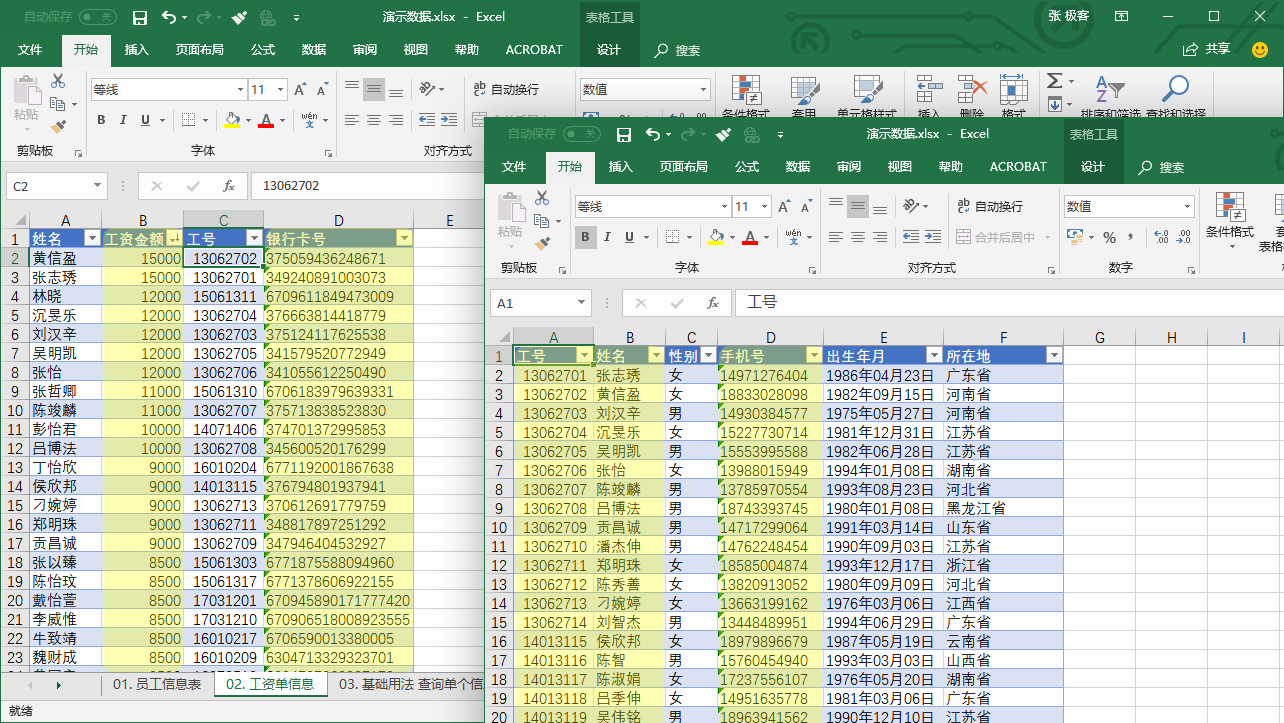 自动保存 关 演示数据.xlsx - Excel 表格工具 张 极客
文件 开始 插入 页面布局 公式 数据 审阅 视图 帮助 ACROBAT 设计 搜索 共享
粘贴 等线 11 自动换行 数值 条件格式 套用 单元格样式 插入 删除 格式 排序和筛选 查找和选择
B I U A wén
剪贴板 字体 对齐方式
C2 fx 13062702
A B C D E
1 姓名 工资金额 工号 银行卡号
2 黄信盈 15000 13062702 375059436248671
3 张志琇 15000 13062701 349240891003073
4 林晓 12000 15061311 6709611849473009
5 沉旻乐 12000 13062704 376663814418779
6 刘汉辛 12000 13062703 375124117625538
7 吴明凯 12000 13062705 341579520772949
8 张怡 12000 13062706 341055612250490
9 张哲卿 11000 15061310 6706183979639331
10 陈竣麟 11000 13062707 375713838523830
11 彭怡君 10000 14071406 374701372995853
12 吕博法 10000 13062708 345600520176299
13 丁怡欣 9000 16010204 6771192001867638
14 侯欣邦 9000 14013115 376794801937941
15 刁婉婷 9000 13062713 370612691779759
16 郑明珠 9000 13062711 348817897251292
17 贡昌诚 9000 13062709 347946404532927
18 张以臻 8500 15061303 6771875588094960
19 陈怡玟 8500 15061317 6771378606922155
20 戴怡萱 8500 17031201 670945890171777420
21 李威惟 8500 17031210 670906518008923555
22 牛致靖 8500 16010217 6706590013380005
23 魏财成 8500 16010209 6304713329323701
01. 员工信息表 02. 工资单信息 03. 基础用法 查询单个信
就绪
自动保存 关 演示数据.xlsx - Excel 表格工具
文件 开始 插入 页面布局 公式 数据 审阅 视图 帮助 ACROBAT 设计 搜索
粘贴 等线 11 自动换行 数值 条件格式 套用
B I U A wén 合并后居中 % 表格
剪贴板 字体 对齐方式 数字
A1 fx 工号
A B C D E F G H I
1 工号 姓名 性别 手机号 出生年月 所在地
2 13062701 张志琇 女 14971276404 1986年04月23日 广东省
3 13062702 黄信盈 女 18833028098 1982年09月15日 河南省
4 13062703 刘汉辛 男 14930384577 1975年05月27日 河南省
5 13062704 沉旻乐 女 15227730714 1981年12月31日 江苏省
6 13062705 吴明凯 男 15553995588 1982年06月28日 江苏省
7 13062706 张怡 女 13988015949 1994年01月08日 湖南省
8 13062707 陈竣麟 男 13785970554 1993年08月23日 河北省
9 13062708 吕博法 男 18743393745 1980年01月08日 黑龙江省
10 13062709 贡昌诚 男 14717299064 1991年03月14日 山东省
11 13062710 潘杰伸 男 14762248454 1990年09月03日 江苏省
12 13062711 郑明珠 女 18585004874 1993年12月17日 浙江省
13 13062712 陈秀善 女 13820913052 1980年09月09日 河北省
14 13062713 刁婉婷 女 13663199162 1976年03月06日 江西省
15 13062714 刘智杰 男 13448489951 1994年06月29日 广东省
16 14013115 侯欣邦 女 18979896679 1987年05月19日 云南省
17 14013116 陈智 男 15760454940 1993年03月03日 山西省
18 14013117 陈淑娟 女 17237556107 1976年05月20日 湖南省
19 14013118 吕季伸 女 14951635778 1981年03月06日 广东省
20 14013119 吴伟铭 男 18963941562 1990年12月10日 江苏省